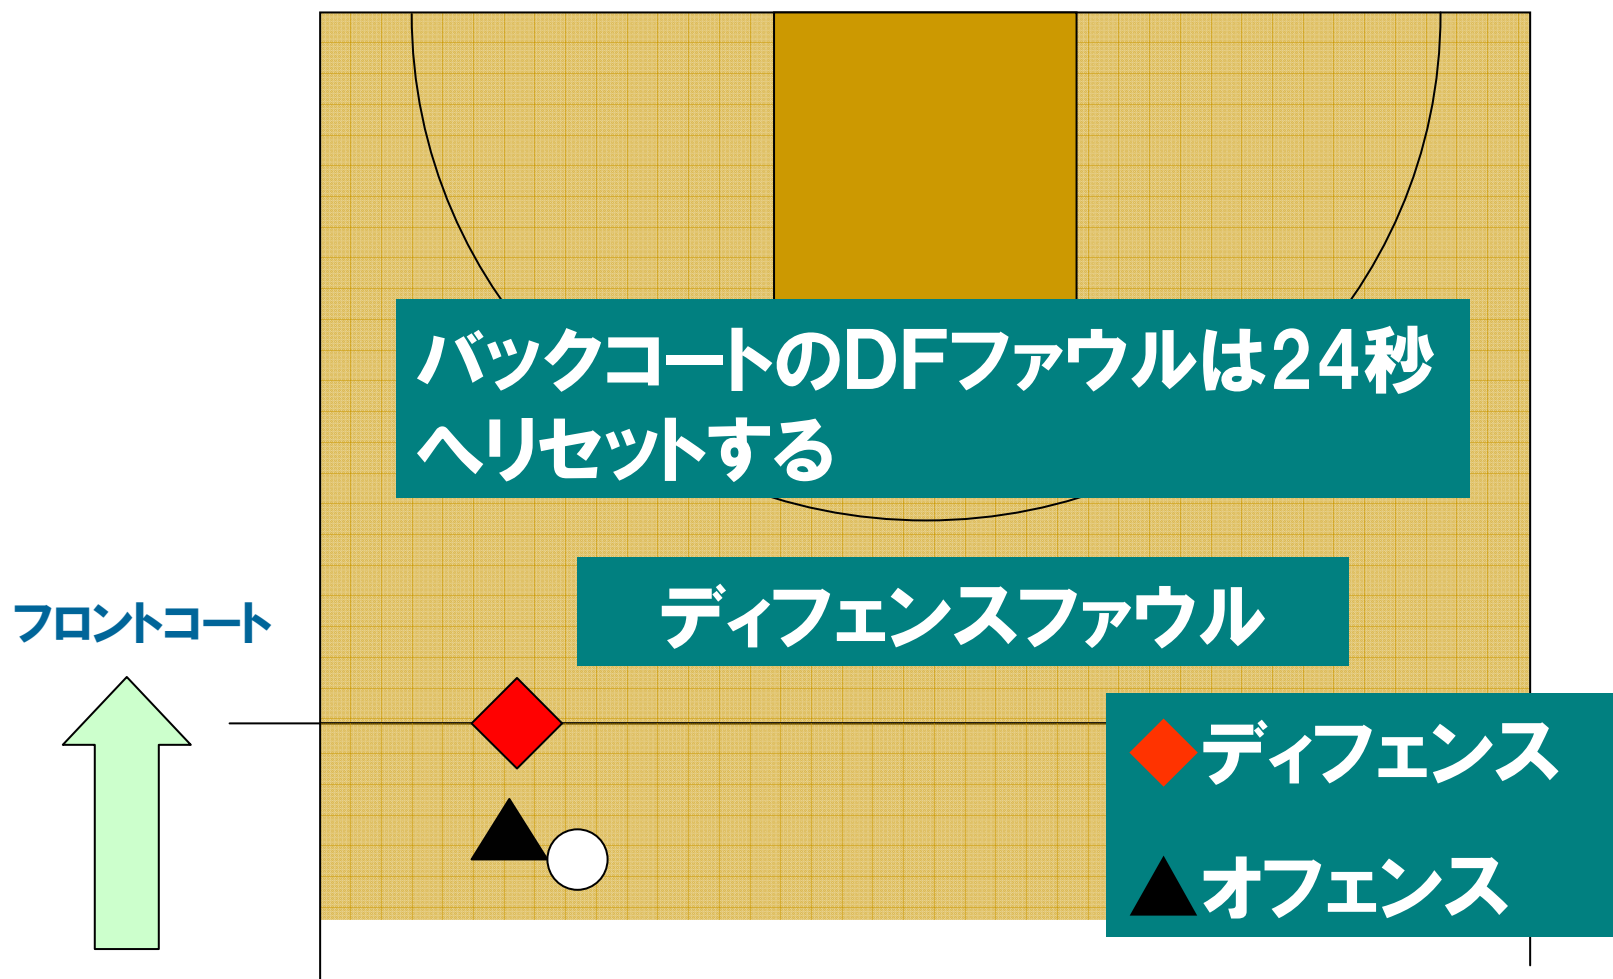 バックコートのDFファウルは24秒
へリセットする
ディフェンスファウル
フロントコート
ディフェンス
オフェンス